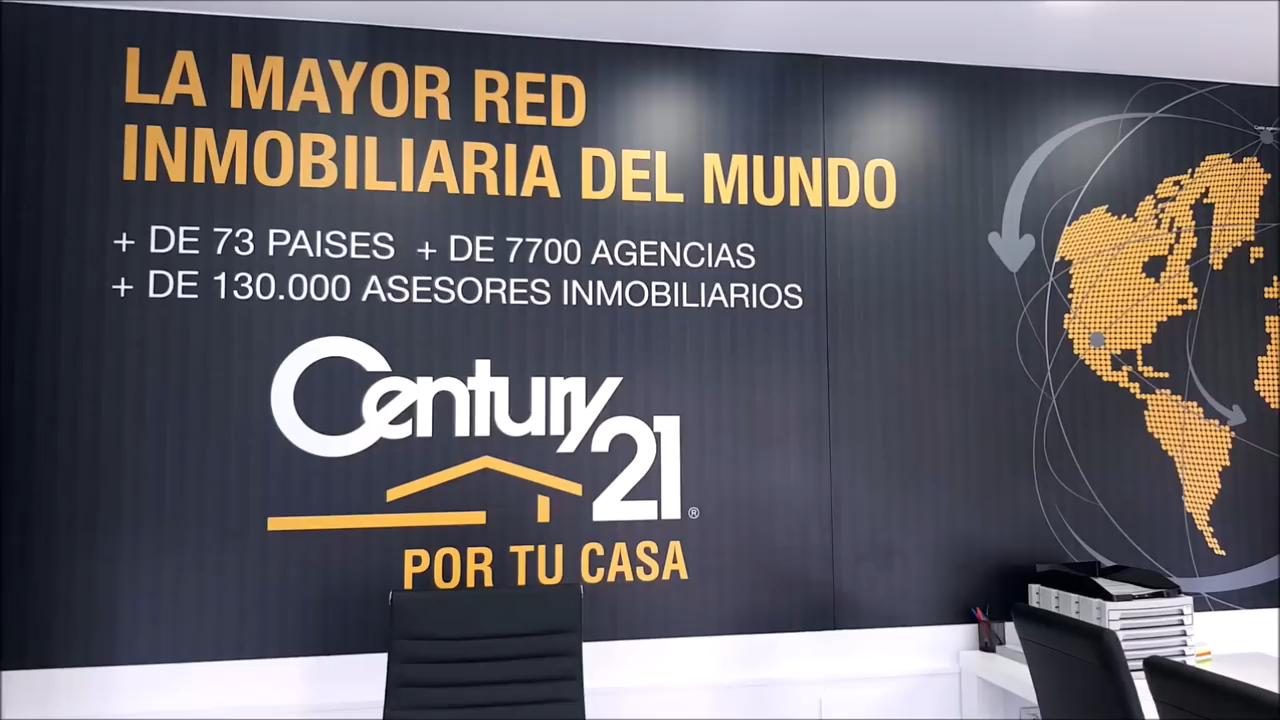 LA MAYOR RED
INMOBILIARIA DEL MUNDO
+ DE 73 PAISES + DE 7700 AGENCIAS
+ DE 130.000 ASESORES INMOBILIARIOS
Century
21®
POR TU CASA